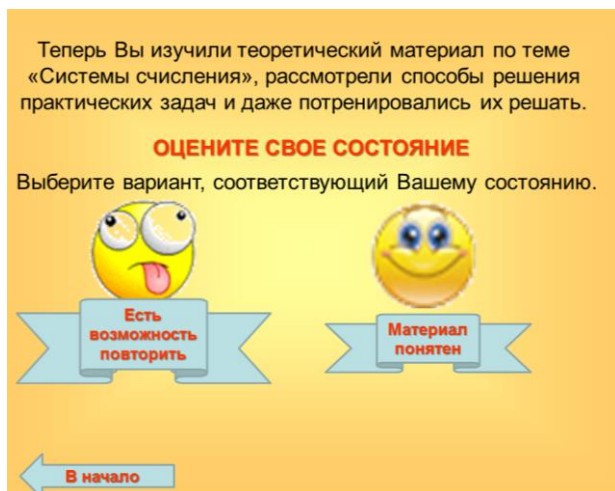 Теперь Вы изучили теоретический материал по теме
«Системы счисления», рассмотрели способы решения
практических задач и даже потренировались их решать.
ОЦЕНИТЕ СВОЕ СОСТОЯНИЕ
Выберите вариант, соответствующий Вашему состоянию.
Есть
возможность
повторить
Материал
понятен
В начало